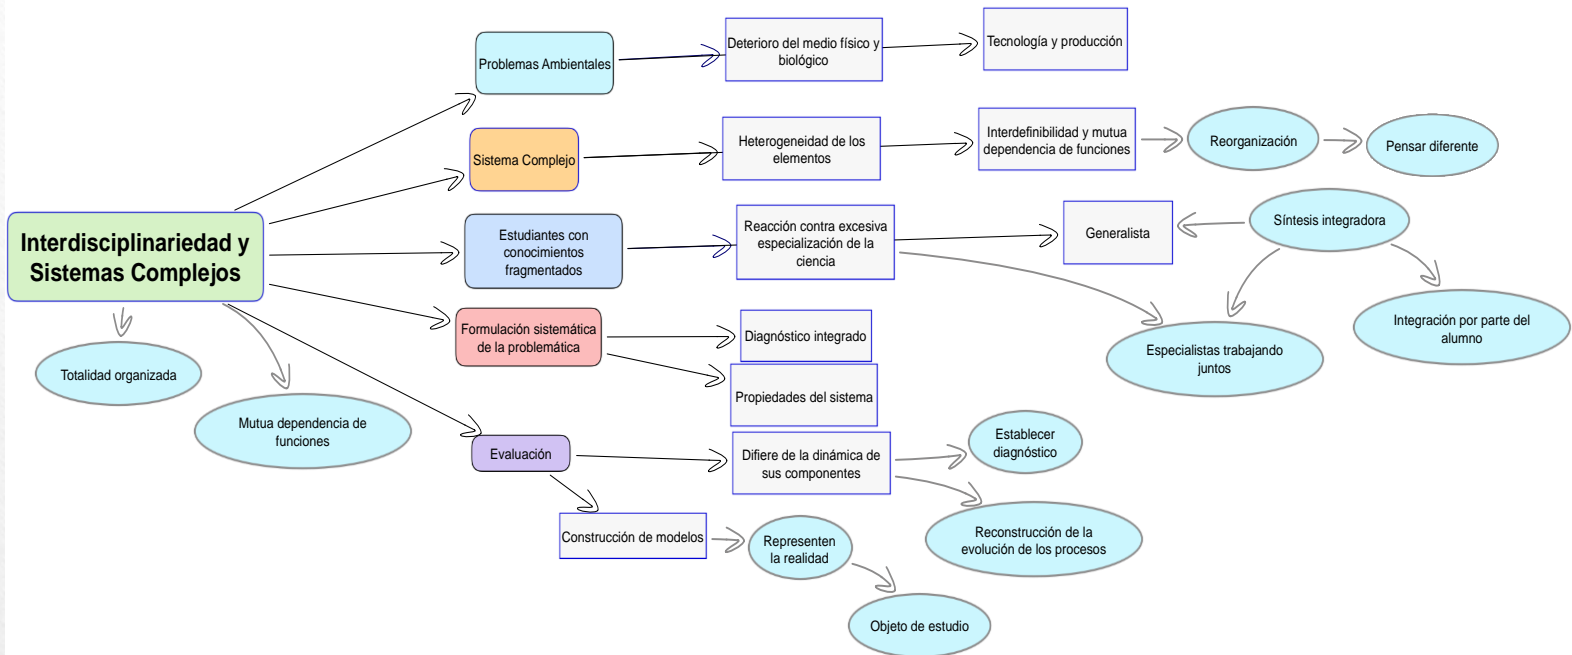 Interdisciplinariedad y
Sistemas Complejos
Totalidad organizada
Mutua dependencia de
funciones
Problemas Ambientales
Deterioro del medio físico y
biológico
Tecnología y producción
Sistema Complejo
Heterogeneidad de los
elementos
Interdefinibilidad y mutua
dependencia de funciones
Reorganización
Pensar diferente
Estudiantes con
conocimientos
fragmentados
Reacción contra excesiva
especialización de la
ciencia
Generalista
Síntesis integradora
Especialistas trabajando
juntos
Integración por parte del
alumno
Formulación sistemática
de la problemática
Diagnóstico integrado
Propiedades del sistema
Evaluación
Difiere de la dinámica de
sus componentes
Establecer
diagnóstico
Reconstrucción de la
evolución de los procesos
Construcción de modelos
Representen
la realidad
Objeto de estudio